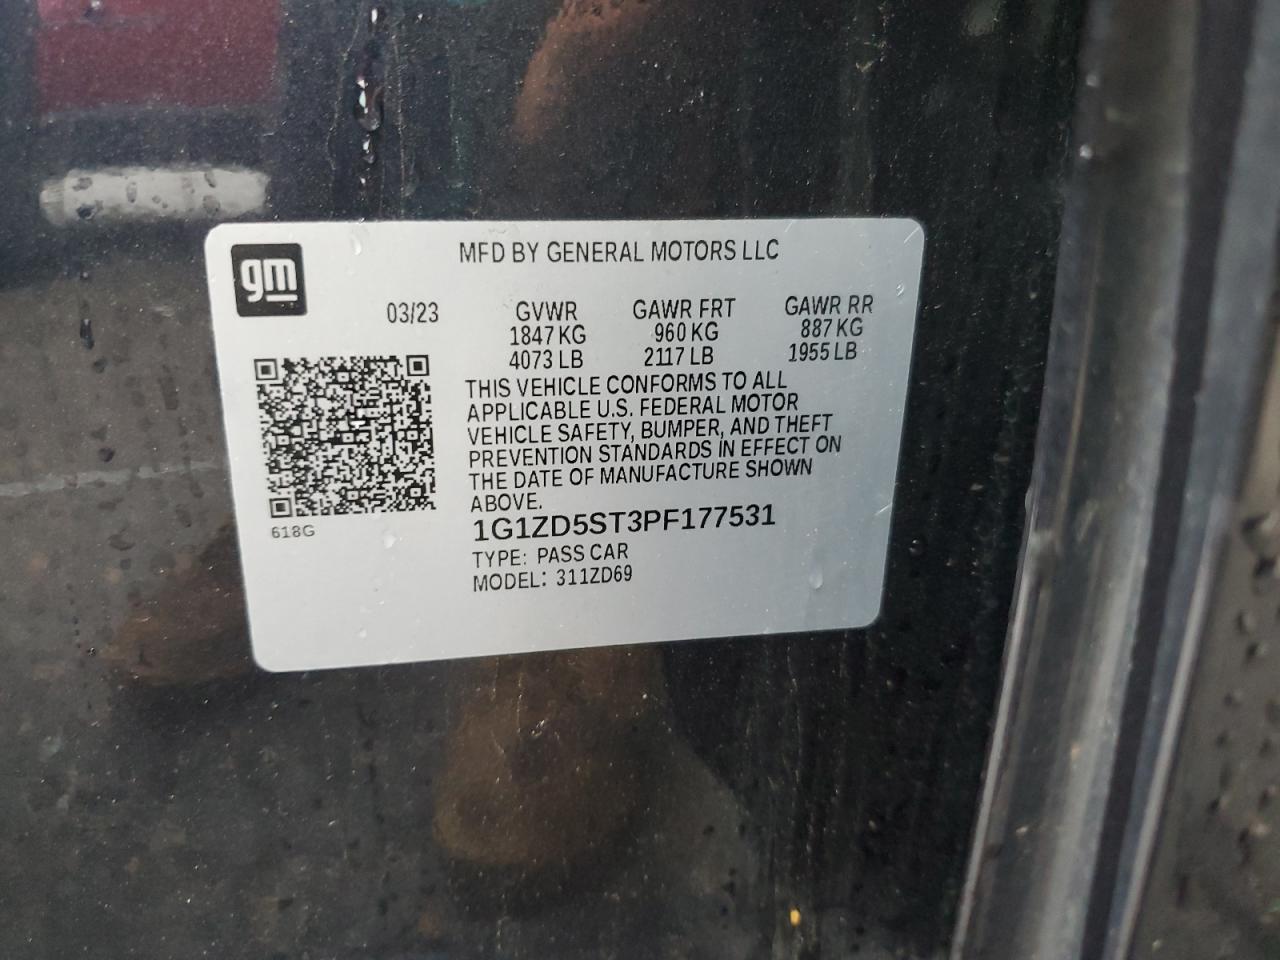 gm
MFD BY GENERAL MOTORS LLC
03/23 GVWR GAWR FRT GAWR RR
1847 KG 960 KG 887 KG
4073 LB 2117 LB 1955 LB
THIS VEHICLE CONFORMS TO ALL
APPLICABLE U.S. FEDERAL MOTOR
VEHICLE SAFETY, BUMPER, AND THEFT
PREVENTION STANDARDS IN EFFECT ON
THE DATE OF MANUFACTURE SHOWN
ABOVE.
618G
1G1ZD5ST3PF177531
TYPE: PASS CAR
MODEL: 311ZD69